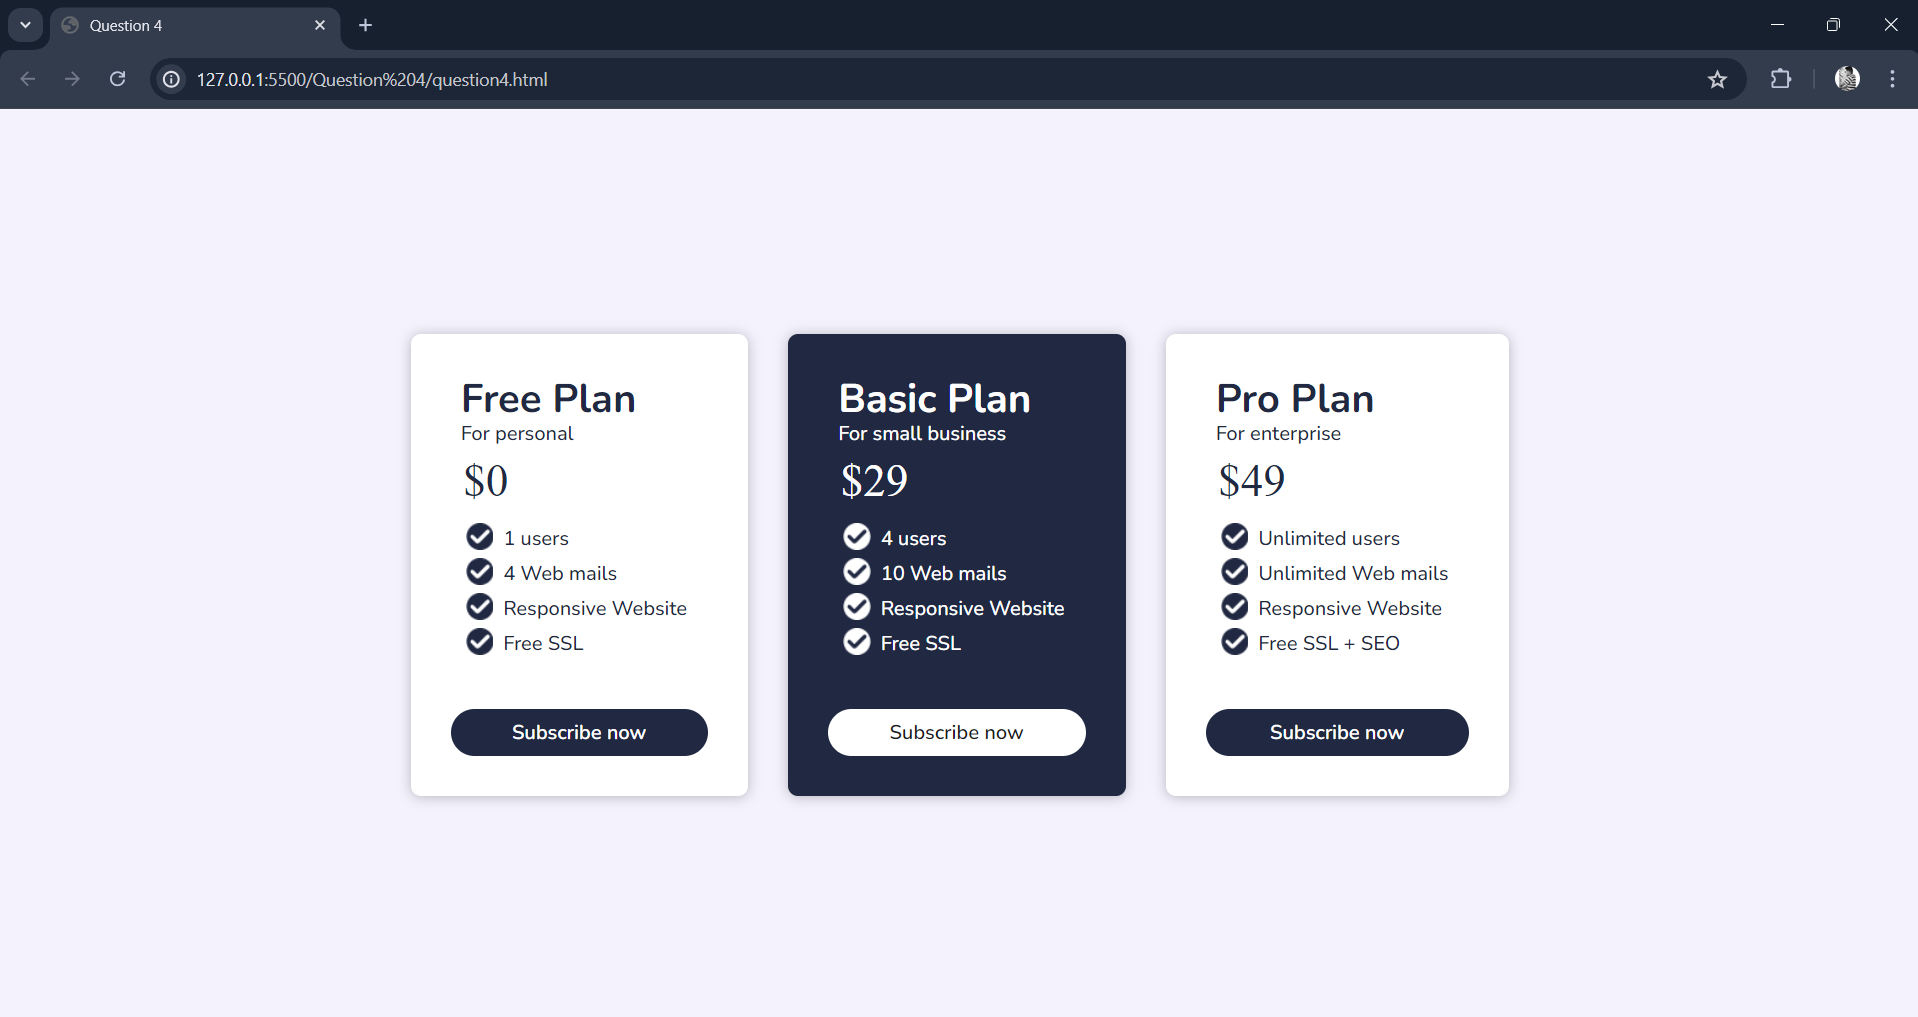 Question 4
127.0.0.1:5500/Question%204/question4.html
Free Plan
For personal
$0
1 users
4 Web mails
Responsive Website
Free SSL
Subscribe now
Basic Plan
For small business
$29
4 users
10 Web mails
Responsive Website
Free SSL
Subscribe now
Pro Plan
For enterprise
$49
Unlimited users
Unlimited Web mails
Responsive Website
Free SSL + SEO
Subscribe now